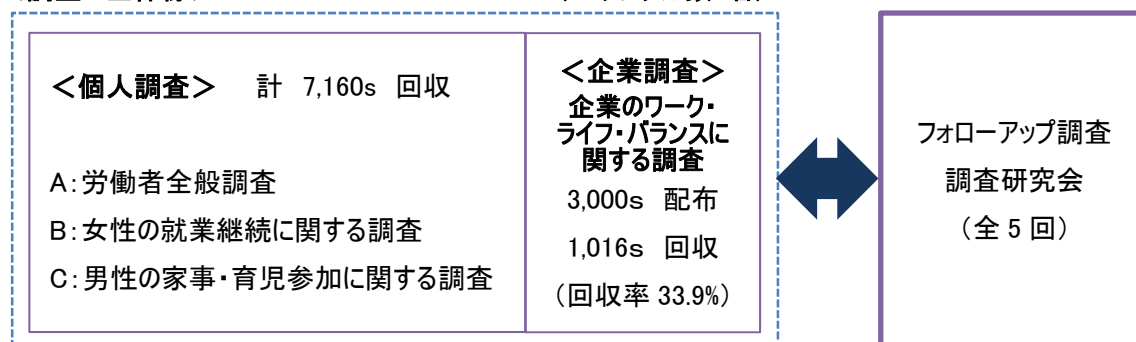 ＜個人調査＞ 計 7,160s 回収
A：労働者全般調査
B：女性の就業継続に関する調査
C：男性の家事・育児参加に関する調査
＜企業調査＞
企業のワーク・
ライフ・バランスに
関する調査
3,000s 配布
1,016s 回収
（回収率 33.9%）
フォローアップ調査
調査研究会
（全 5 回）